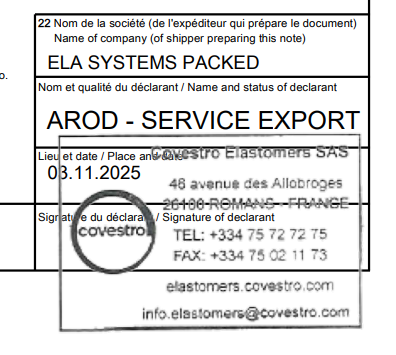 22 Nom de la société (de l'expéditeur qui prépare le document)
Name of company (of shipper preparing this note)
o.
ELA SYSTEMS PACKED
Nom et qualité du déclarant / Name and status of declarant
AROD - SERVICE EXPORT
Lieu et date / Place and date
03.11.2025
Signature du déclarant / Signature of declarant
Covestro Elastomers SAS
46 avenue des Allobroges
26100 ROMANS - FRANCE
covestro
TEL: +334 75 72 72 75
FAX: +334 75 02 11 73
elastomers.covestro.com
info.elastomers@covestro.com